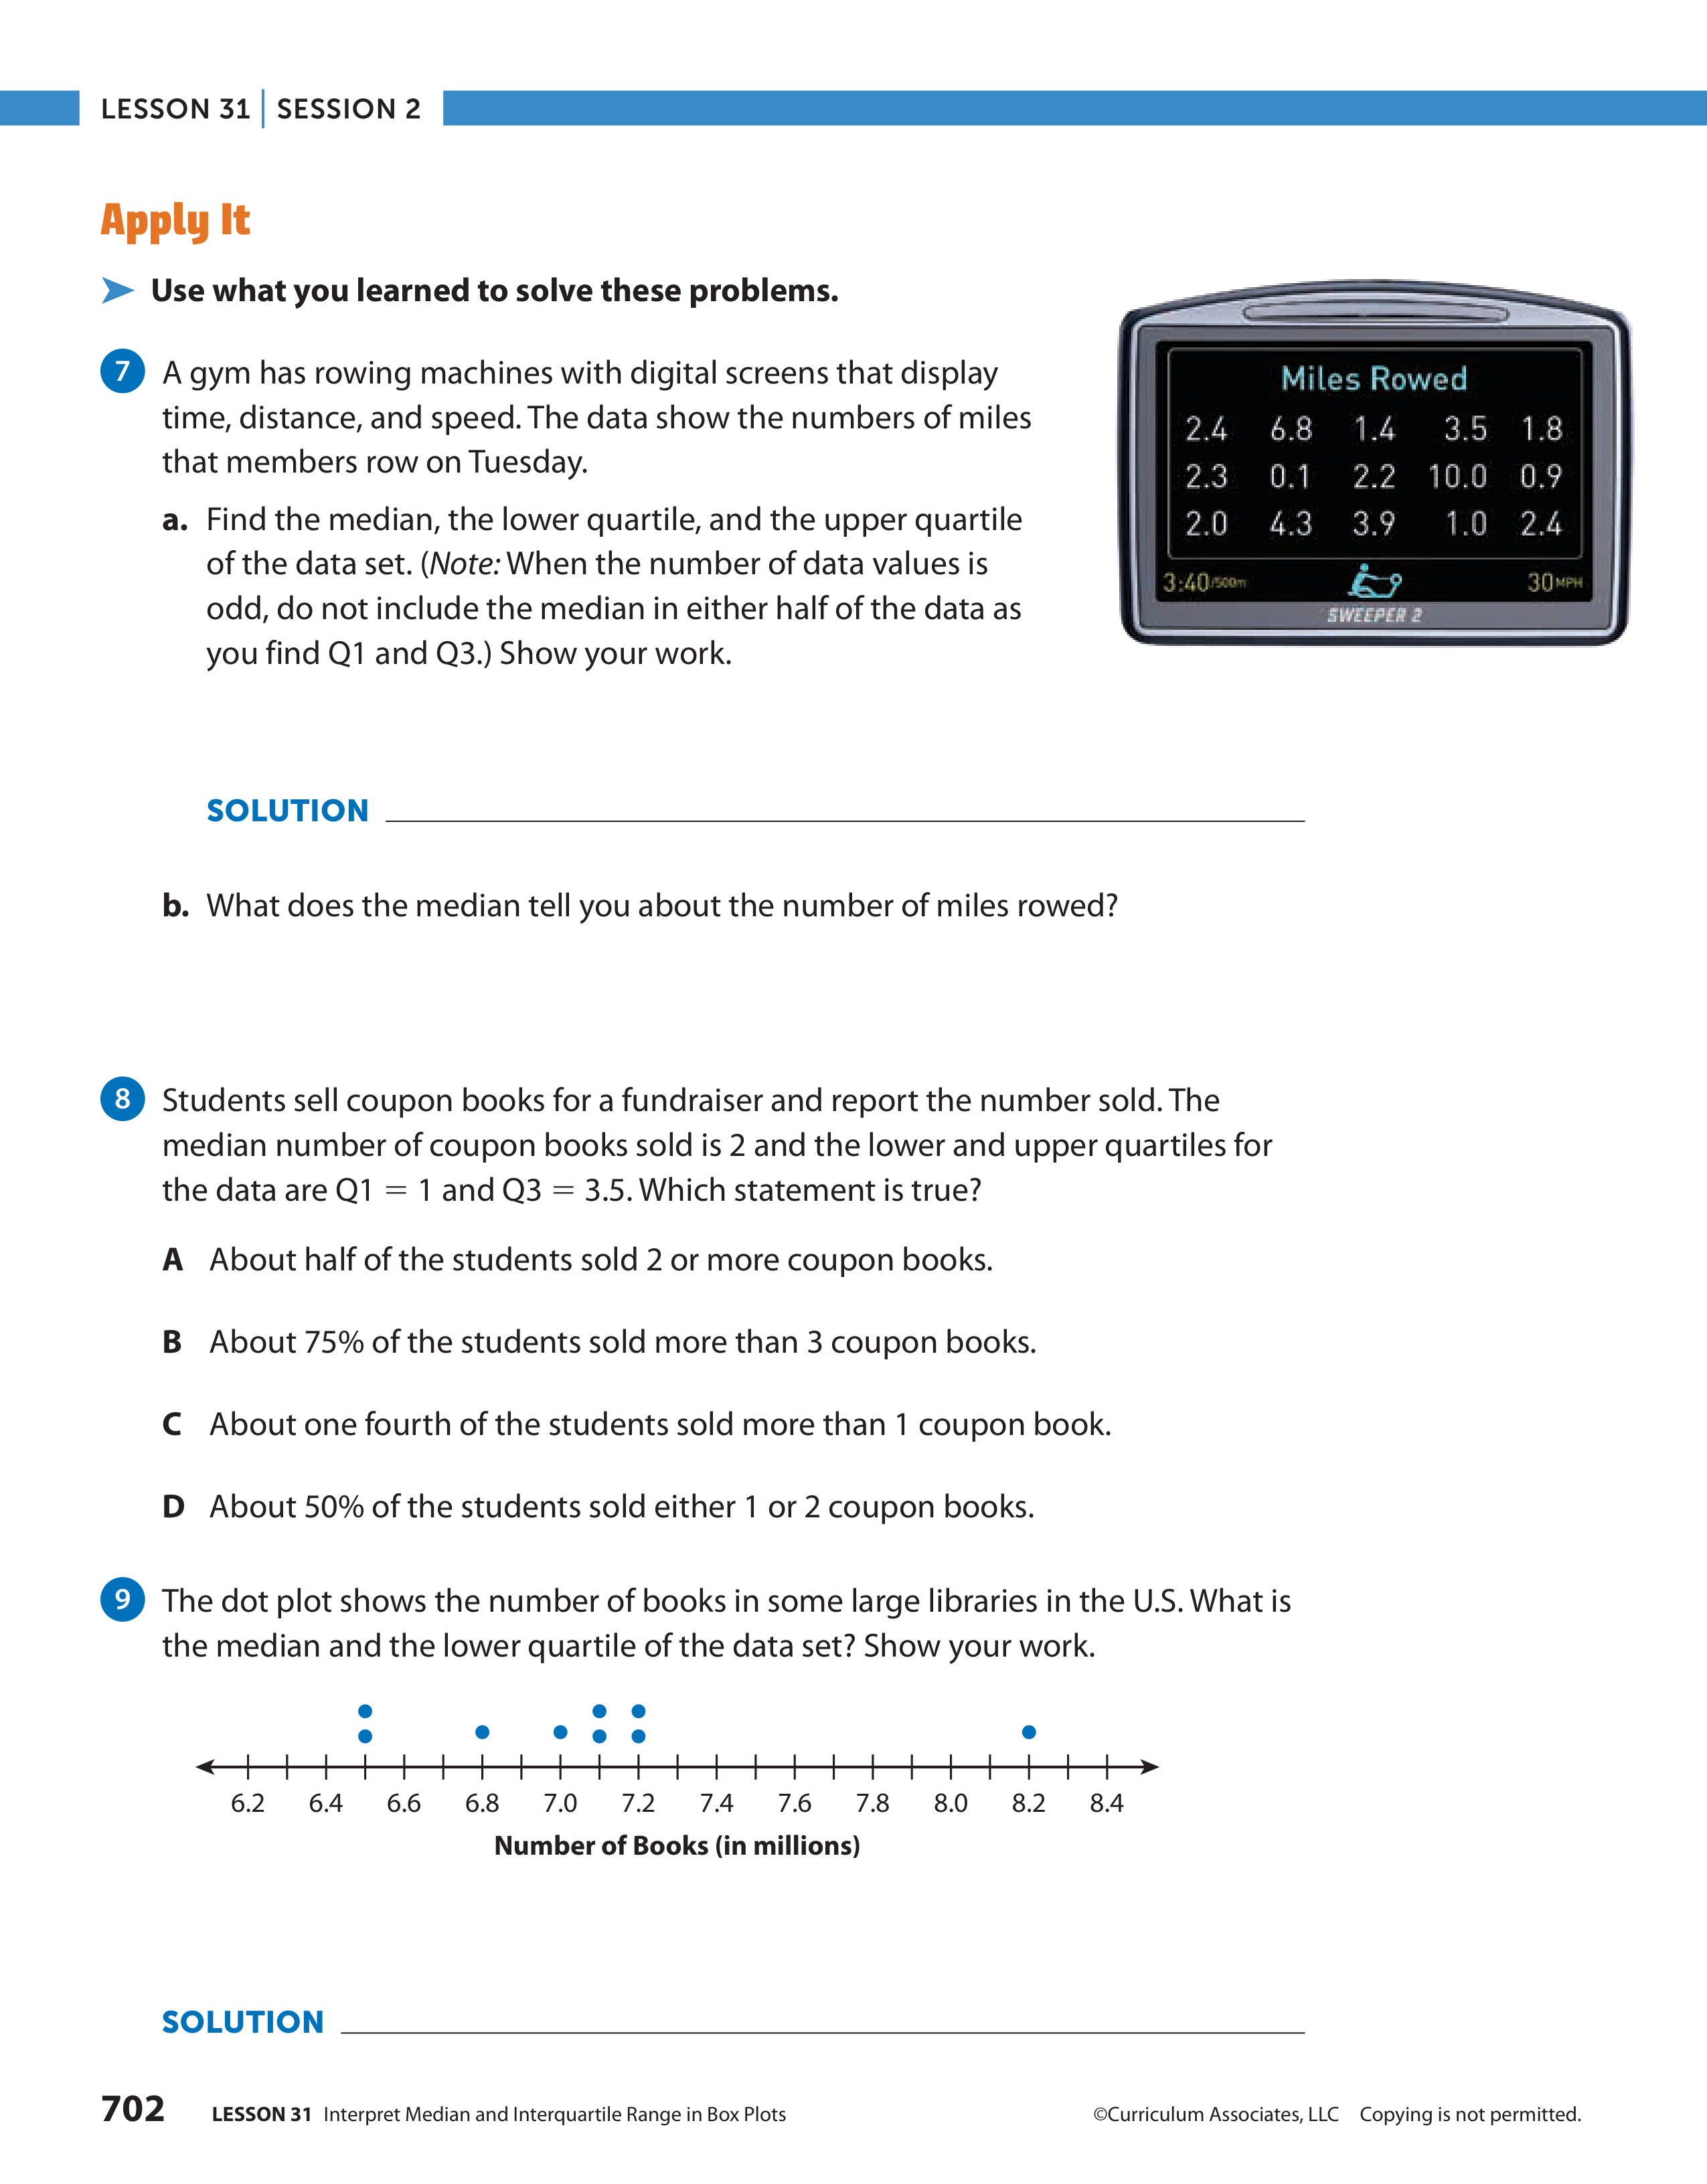 LESSON 31 | SESSION 2
Apply It
Use what you learned to solve these problems.
7 A gym has rowing machines with digital screens that display
time, distance, and speed. The data show the numbers of miles
that members row on Tuesday.
a. Find the median, the lower quartile, and the upper quartile
of the data set. (Note: When the number of data values is
odd, do not include the median in either half of the data as
you find Q1 and Q3.) Show your work.
Miles Rowed
2.4 6.8 1.4 3.5 1.8
2.3 0.1 2.2 10.0 0.9
2.0 4.3 3.9 1.0 2.4
3:40/500m 30 MPH
SWEEPER 2
SOLUTION
b. What does the median tell you about the number of miles rowed?
8 Students sell coupon books for a fundraiser and report the number sold. The
median number of coupon books sold is 2 and the lower and upper quartiles for
the data are Q1 = 1 and Q3 = 3.5. Which statement is true?
A About half of the students sold 2 or more coupon books.
B About 75% of the students sold more than 3 coupon books.
C About one fourth of the students sold more than 1 coupon book.
D About 50% of the students sold either 1 or 2 coupon books.
9 The dot plot shows the number of books in some large libraries in the U.S. What is
the median and the lower quartile of the data set? Show your work.
6.2 6.4 6.6 6.8 7.0 7.2 7.4 7.6 7.8 8.0 8.2 8.4
Number of Books (in millions)
SOLUTION
702 LESSON 31 Interpret Median and Interquartile Range in Box Plots ©Curriculum Associates, LLC Copying is not permitted.